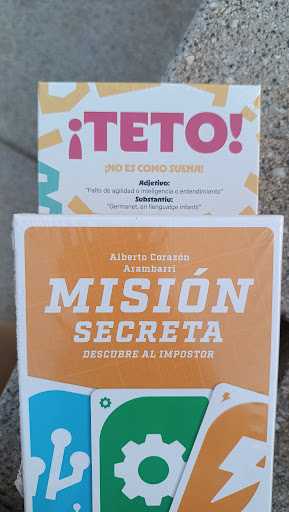 ¡TETO!
¡NO ES COMO SUENA!
Adjetivo:
"Falto de agilidad o inteligencia o entendimiento"
Substantiu:
"Germanet, en llenguatge infantil"
Alberto Corazón
Arambarri
MISIÓN
SECRETA
DESCUBRE AL IMPOSTOR